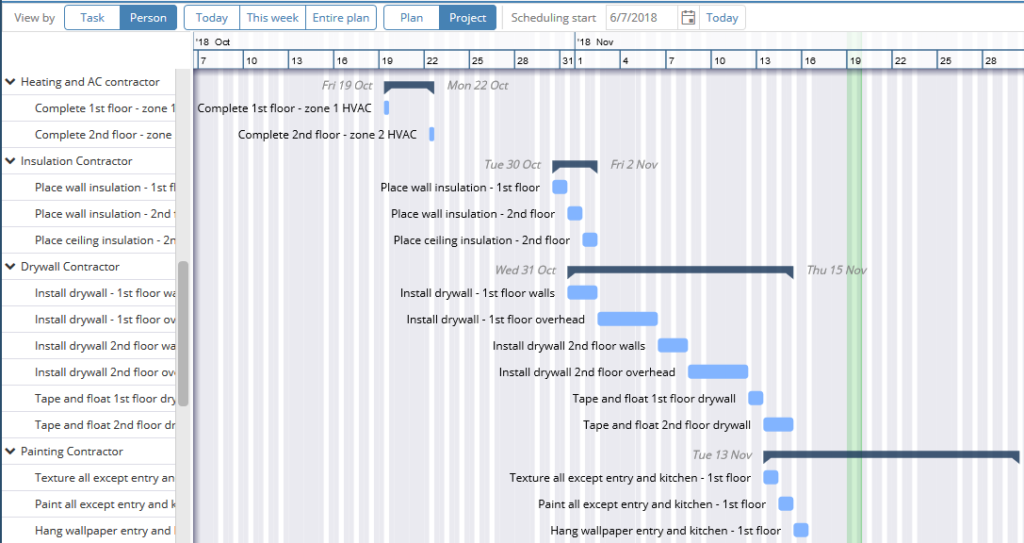 View by Task Person Today This week Entire plan Plan Project Scheduling start 6/7/2018 Today
'18 Oct '18 Nov
7 10 13 16 19 22 25 28 31 4 7 10 13 16 19 22 25 28
Heating and AC contractor Fri 19 Oct Mon 22 Oct
Complete 1st floor - zone 1 Complete 1st floor - zone 1 HVAC
Complete 2nd floor - zone Complete 2nd floor - zone 2 HVAC
Insulation Contractor Tue 30 Oct Fri 2 Nov
Place wall insulation - 1st fl Place wall insulation - 1st floor
Place wall insulation - 2nd Place wall insulation - 2nd floor
Place ceiling insulation - 2n Place ceiling insulation - 2nd floor
Drywall Contractor Wed 31 Oct Thu 15 Nov
Install drywall - 1st floor wa Install drywall - 1st floor walls
Install drywall - 1st floor ov Install drywall - 1st floor overhead
Install drywall 2nd floor wa Install drywall 2nd floor walls
Install drywall 2nd floor ov Install drywall 2nd floor overhead
Tape and float 1st floor dry Tape and float 1st floor drywall
Tape and float 2nd floor dr Tape and float 2nd floor drywall
Painting Contractor Tue 13 Nov
Texture all except entry an Texture all except entry and kitchen - 1st floor
Paint all except entry and k Paint all except entry and kitchen - 1st floor
Hang wallpaper entry and Hang wallpaper entry and kitchen - 1st floor